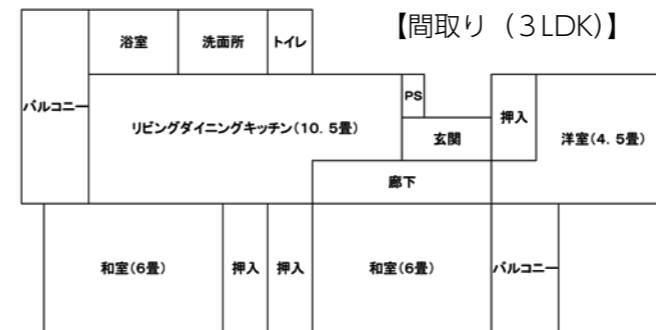 【間取り（３LDK）】
浴室
洗面所
トイレ
バルコニー
リビングダイニングキッチン(10．5畳)
PS
玄関
押入
洋室(4．5畳)
廊下
和室(6畳)
押入
押入
和室(6畳)
バルコニー